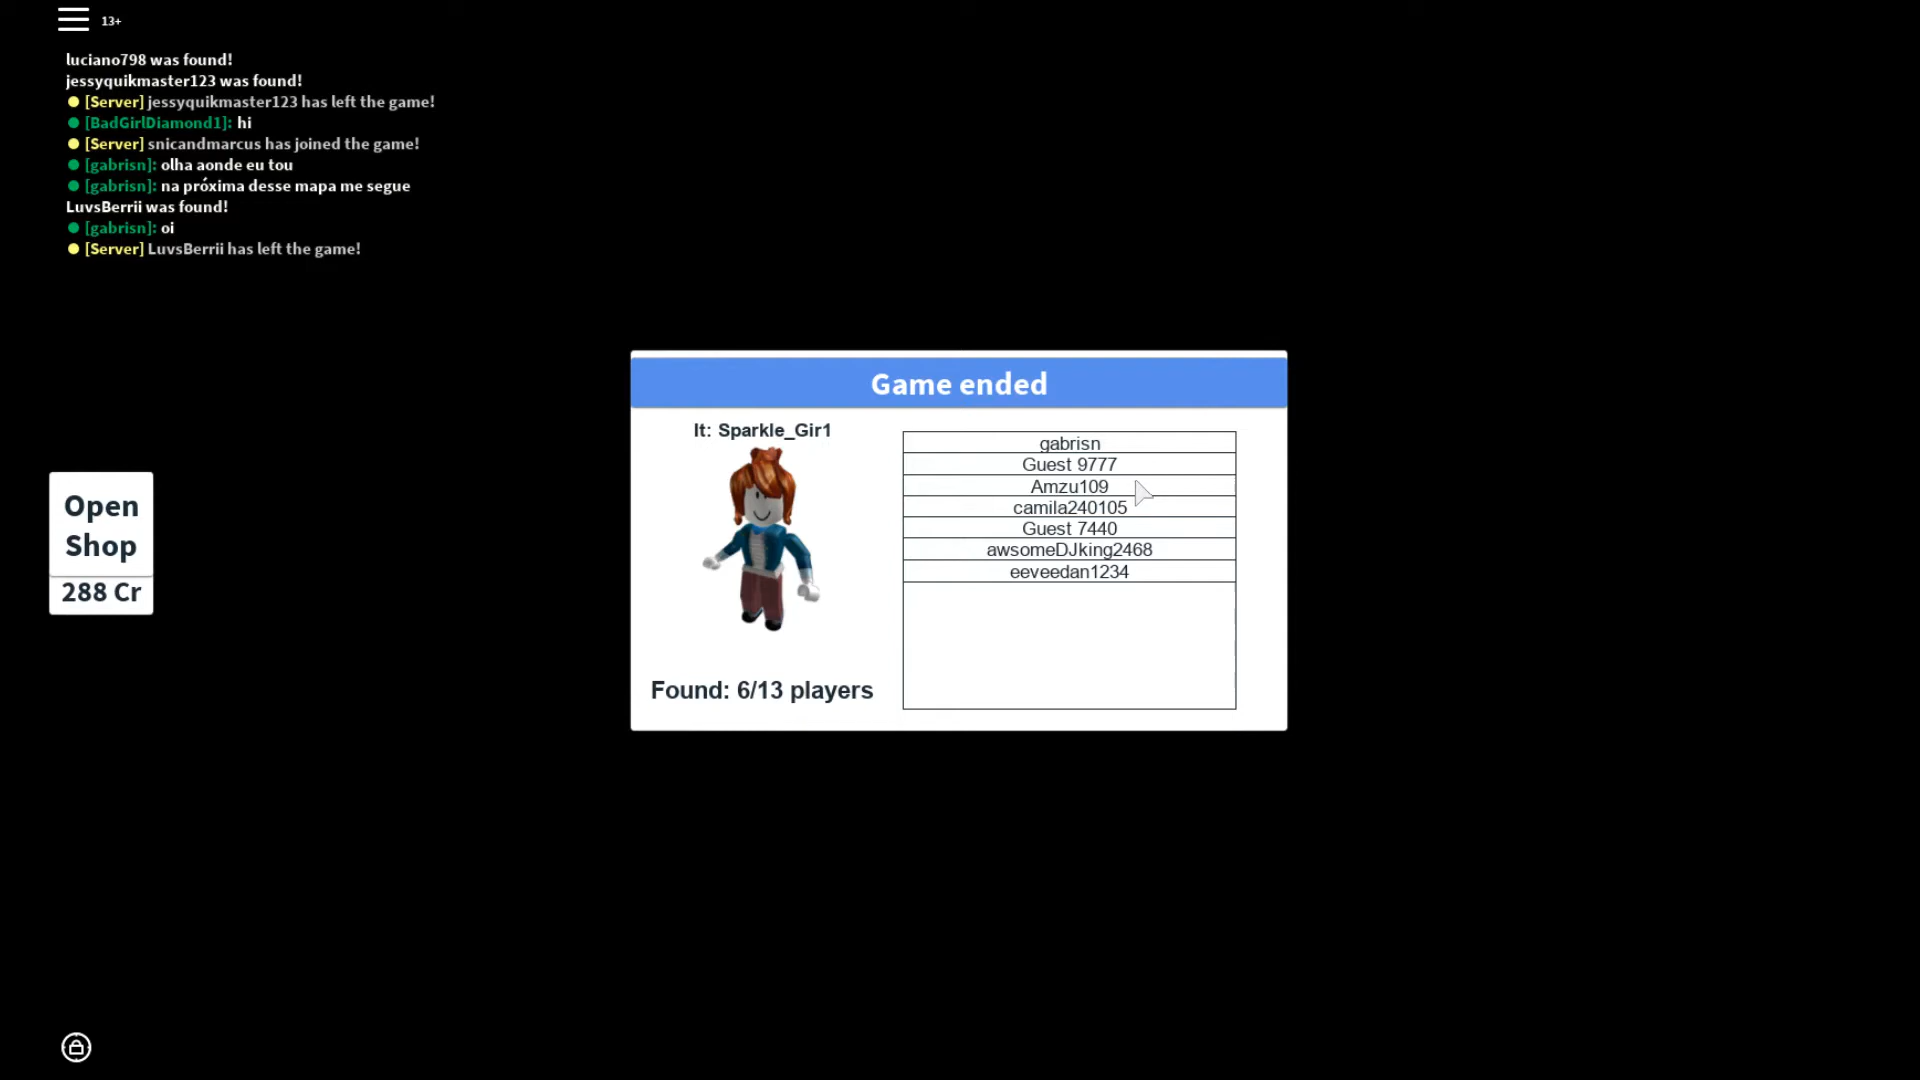 13+
luciano798 was found!
jessyquikmaster123 was found!
[Server] jessyquikmaster123 has left the game!
[BadGirlDiamond1]: hi
[Server] snicandmarcus has joined the game!
[gabrisn]: olha aonde eu tou
[gabrisn]: na próxima desse mapa me segue
LuvsBerrii was found!
[gabrisn]: oi
[Server] LuvsBerrii has left the game!
Game ended
It: Sparkle_Gir1
gabrisn
Guest 9777
Amzu109
camila240105
Guest 7440
awsomeDJking2468
eeveedan1234
Found: 6/13 players
Open
Shop
288 Cr